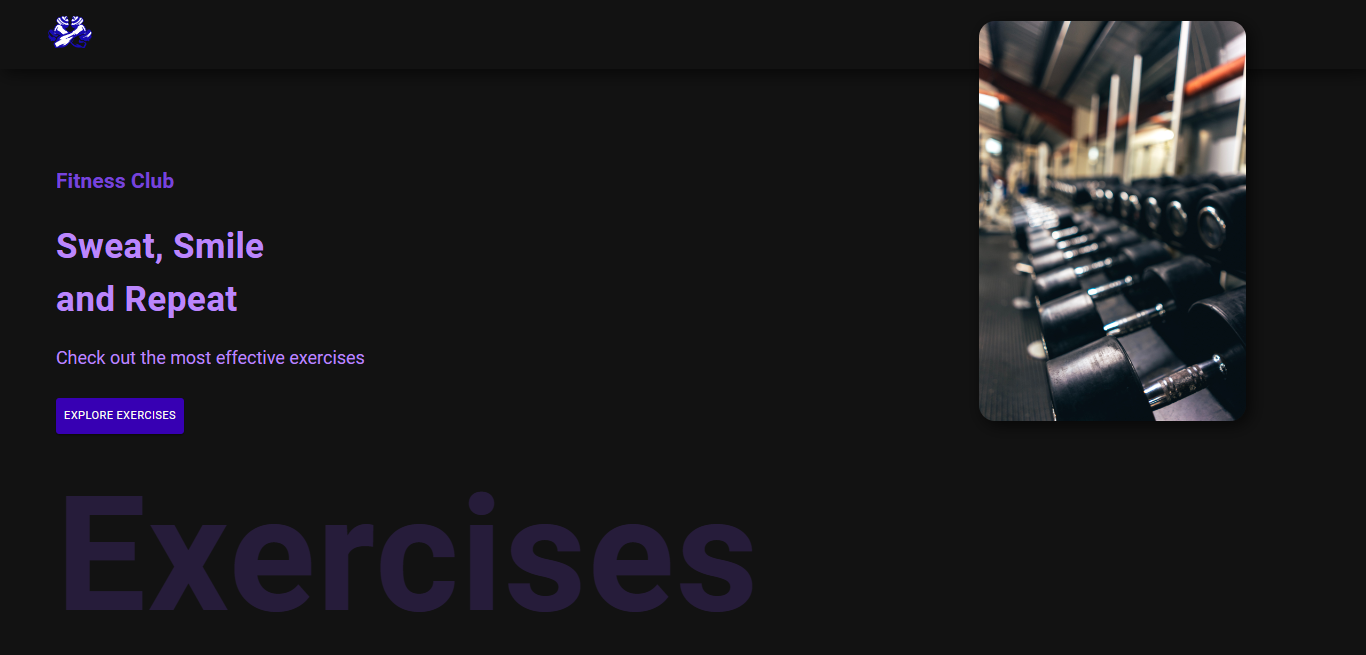 Fitness Club
Sweat, Smile
and Repeat
Check out the most effective exercises
EXPLORE EXERCISES
Exercises